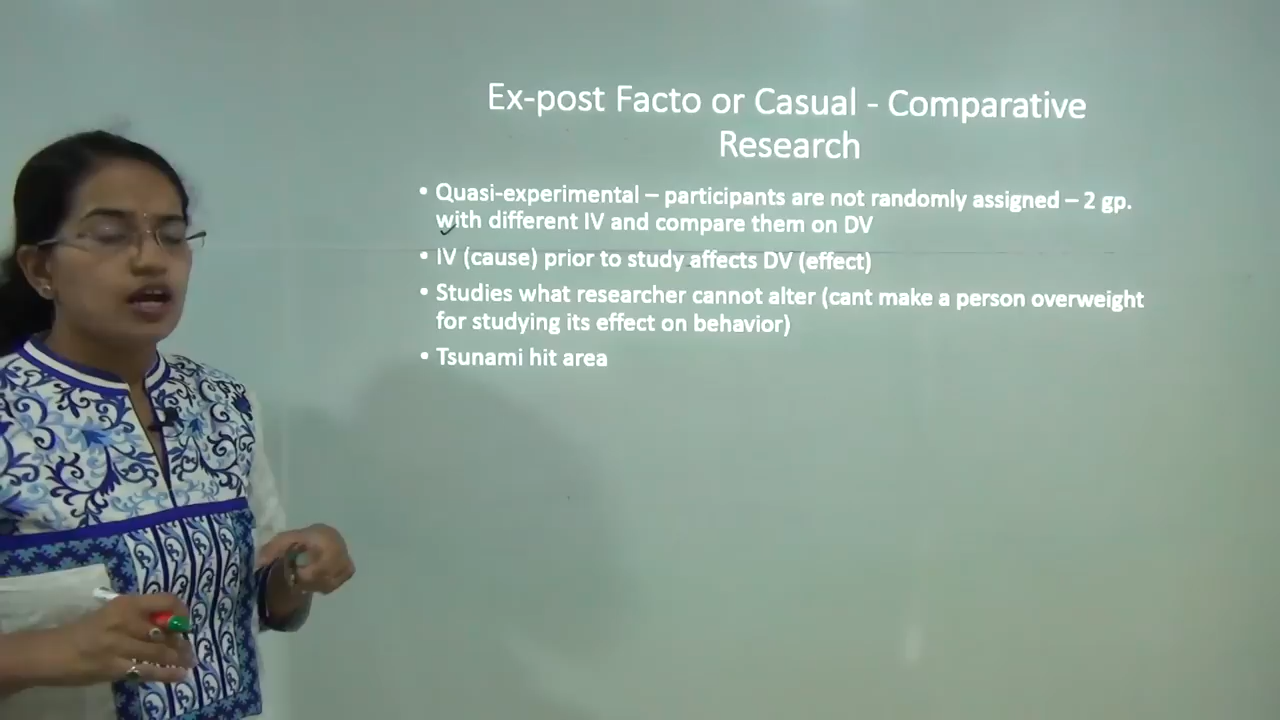 Ex-post Facto or Casual - Comparative
Research
• Quasi-experimental – participants are not randomly assigned – 2 gp.
with different IV and compare them on DV
• IV (cause) prior to study affects DV (effect)
• Studies what researcher cannot alter (cant make a person overweight
for studying its effect on behavior)
• Tsunami hit area